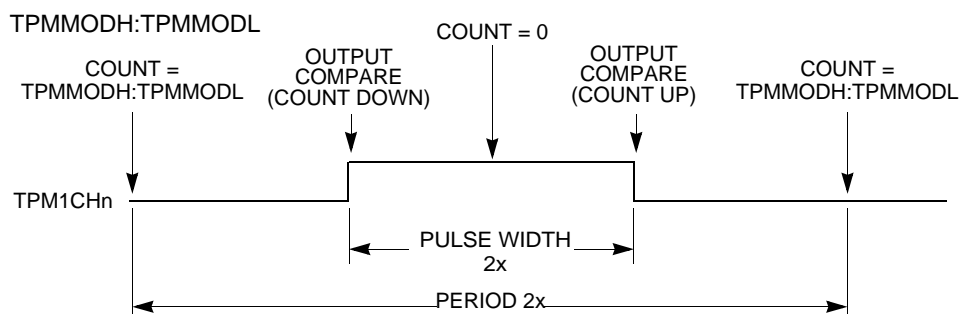 TPMMODH:TPMMODL
COUNT = 0
COUNT =
TPMMODH:TPMMODL
OUTPUT
COMPARE
(COUNT DOWN)
OUTPUT
COMPARE
(COUNT UP)
COUNT =
TPMMODH:TPMMODL
TPM1CHn
PULSE WIDTH
2x
PERIOD 2x